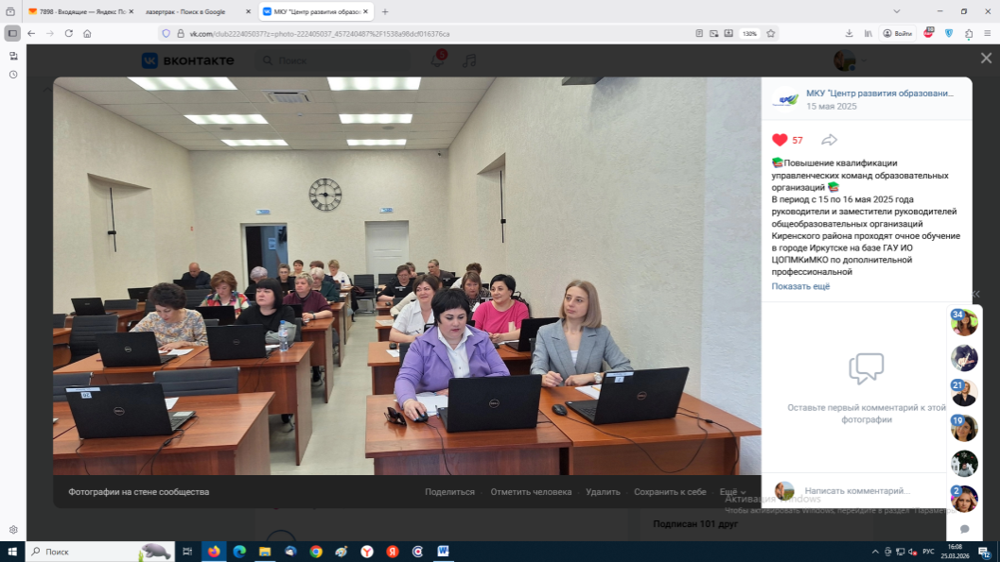 7898 - Входящие — Яндекс По
лазертрак - Поиск в Google
МКУ "Центр развития образо
vk.com/club222405037?z=photo-222405037_457240487%2F1538a98dcf016376ca
130%
Войти
вконтакте
Поиск
МКУ "Центр развития образовани...
15 мая 2025
57
Повышение квалификации
управленческих команд образовательных
организаций
В период с 15 по 16 мая 2025 года
руководители и заместители руководителей
общеобразовательных организаций
Киренского района проходят очное обучение
в городе Иркутске на базе ГАУ ИО
ЦОПМКиМКО по дополнительной
профессиональной
Показать ещё
34
21
19
2
Оставьте первый комментарий к этой
фотографии
Фотографии на стене сообщества
Поделиться
Отметить человека
Удалить
Сохранить к себе
Ещё
Написать комментарий...
Активация Windows
Чтобы активировать Windows, перейдите в раздел "Параметры
Подписан 101 друг
Поиск
РУС
16:08
25.03.2026